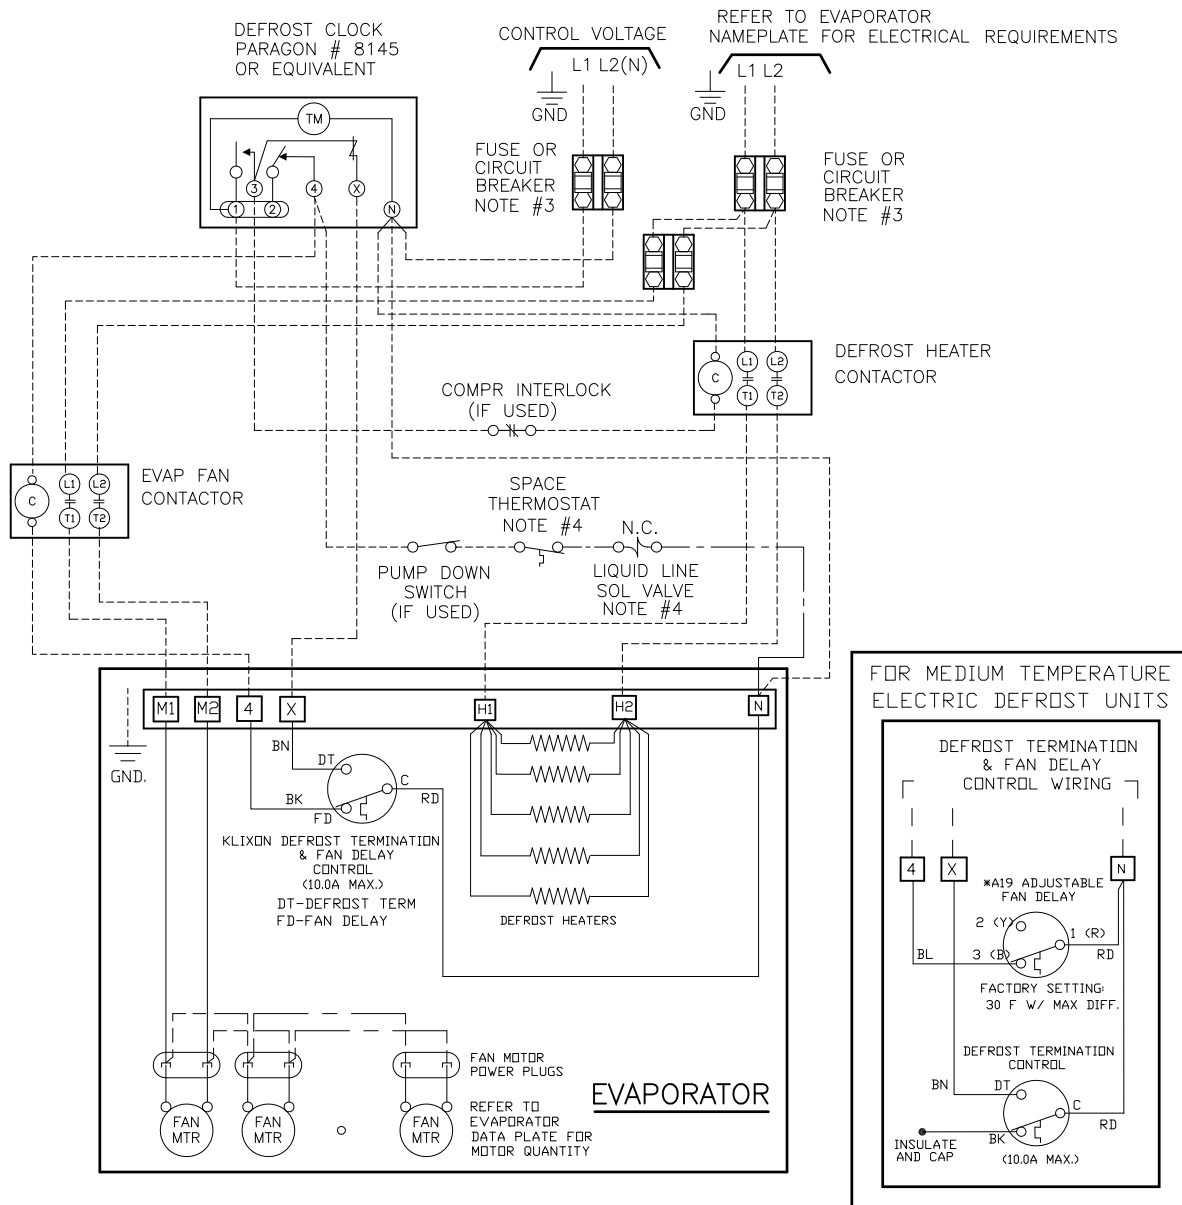 DEFROST CLOCK
PARAGON # 8145
OR EQUIVALENT
CONTROL VOLTAGE
L1 L2(N)
GND
REFER TO EVAPORATOR
NAMEPLATE FOR ELECTRICAL REQUIREMENTS
L1 L2
GND
TM
3
4
X
1
2
N
FUSE OR
CIRCUIT
BREAKER
NOTE #3
FUSE OR
CIRCUIT
BREAKER
NOTE #3
C
L1
L2
T1
T2
DEFROST HEATER
CONTACTOR
COMPR INTERLOCK
(IF USED)
C
L1
L2
T1
T2
EVAP FAN
CONTACTOR
SPACE
THERMOSTAT
NOTE #4
N.C.
PUMP DOWN
SWITCH
(IF USED)
LIQUID LINE
SOL VALVE
NOTE #4
M1
M2
4
X
H1
H2
N
GND.
BN
DT
C
RD
BK
FD
KLIXON DEFROST TERMINATION
& FAN DELAY
CONTROL
(10.0A MAX.)
DT-DEFROST TERM
FD-FAN DELAY
DEFROST HEATERS
FAN MOTOR
POWER PLUGS
EVAPORATOR
FAN
MTR
FAN
MTR
FAN
MTR
REFER TO
EVAPORATOR
DATA PLATE FOR
MOTOR QUANTITY
FOR MEDIUM TEMPERATURE
ELECTRIC DEFROST UNITS
DEFROST TERMINATION
& FAN DELAY
CONTROL WIRING
4
X
N
*A19 ADJUSTABLE
FAN DELAY
2 (Y)
1 (R)
3 (B)
BL
RD
FACTORY SETTING:
30 F W/ MAX DIFF.
DEFROST TERMINATION
CONTROL
BN
DT
C
RD
BK
INSULATE
AND CAP
(10.0A MAX.)